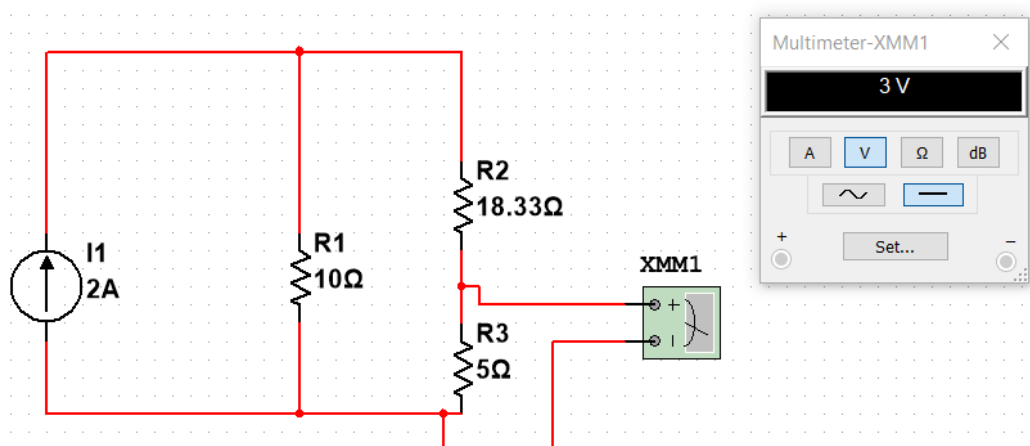 Multimeter-XMM1
3 V
A V Ω dB
+ −
Set...
R2
18.33Ω
I1
2A
R1
10Ω
XMM1
+
−
R3
5Ω